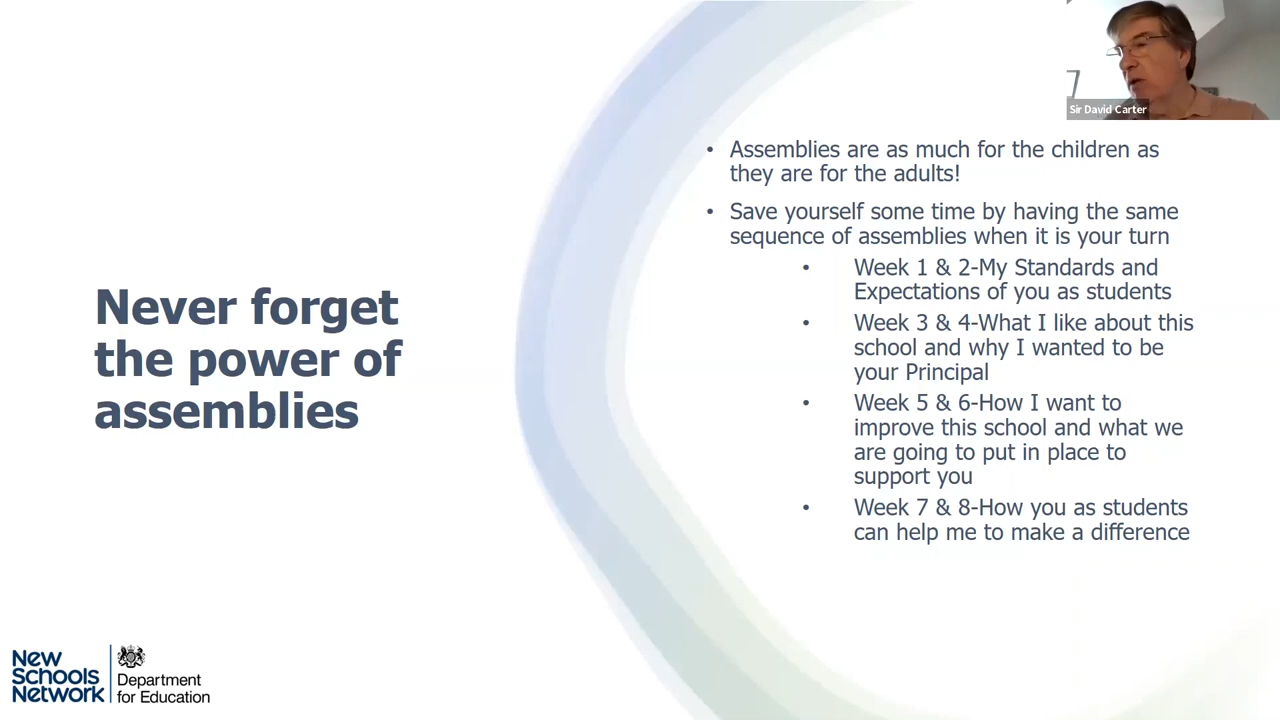 Sir David Carter
Never forget
the power of
assemblies
• Assemblies are as much for the children as
they are for the adults!
• Save yourself some time by having the same
sequence of assemblies when it is your turn
• Week 1 & 2-My Standards and
Expectations of you as students
• Week 3 & 4-What I like about this
school and why I wanted to be
your Principal
• Week 5 & 6-How I want to
improve this school and what we
are going to put in place to
support you
• Week 7 & 8-How you as students
can help me to make a difference
New
Schools
Network
Department
for Education